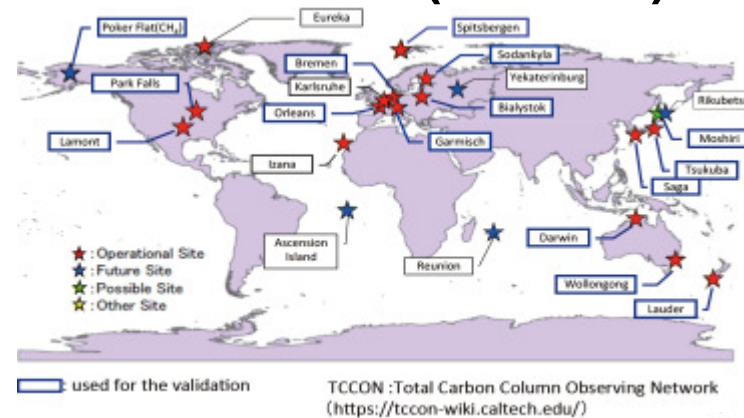 Eureka
Spitsbergen
Poker Flat(CH₄)
Bremen
Sodankyla
Park Falls
Karlsruhe
Yekaterinburg
Rikubets
Orleans
Bialystok
Lamont
Garmisch
Moshiri
Izana
Tsukuba
Saga
Ascension
Island
Darwin
Reunion
Wollongong
Lauder
★ : Operational Site
★ : Future Site
★ : Possible Site
★ : Other Site
: used for the validation
TCCON :Total Carbon Column Observing Network
(https://tccon-wiki.caltech.edu/)